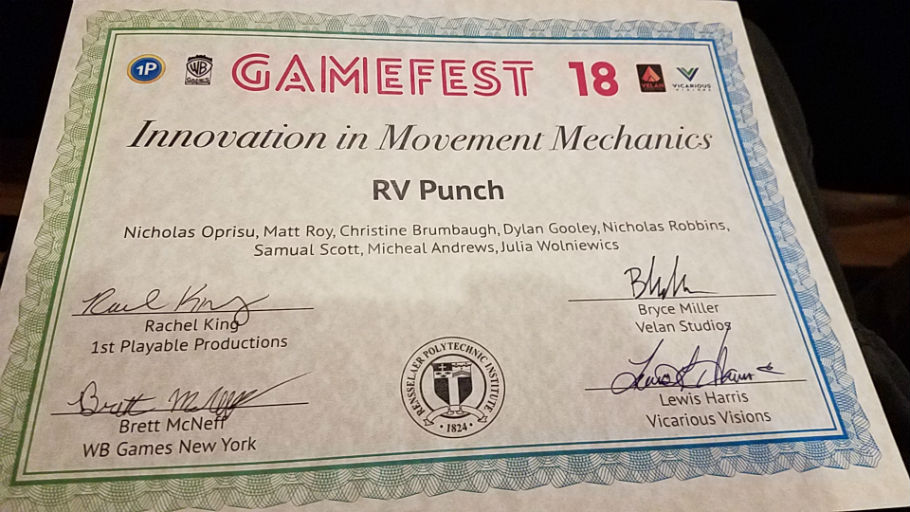 1P
WB
GAMES
GAMEFEST 18
VELAN
VICARIOUS
VISIONS
Innovation in Movement Mechanics
RV Punch
Nicholas Oprisu, Matt Roy, Christine Brumbaugh, Dylan Gooley, Nicholas Robbins,
Samual Scott, Micheal Andrews, Julia Wolniewics
Rachel King
Rachel King
1st Playable Productions
Bryce Miller
Velan Studios
Brett McNeff
Brett McNeff
WB Games New York
Lewis Harris
Vicarious Visions
RENSSELAER POLYTECHNIC INSTITUTE
1824